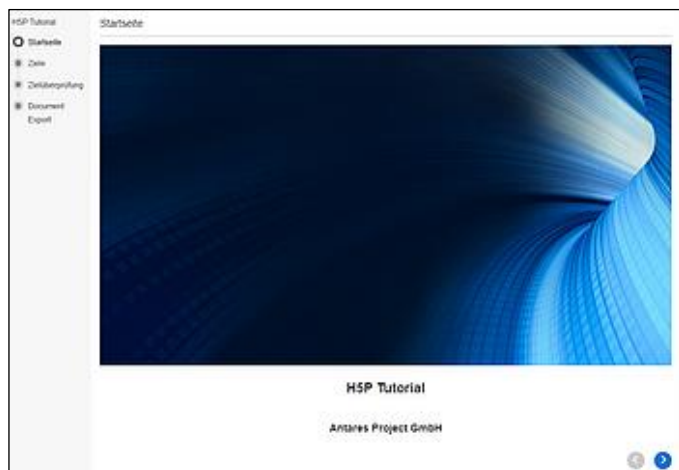 H5P Tutorial
Startseite
Ziele
Zielüberprüfung
Document
Export
Startseite
H5P Tutorial
Antares Project GmbH